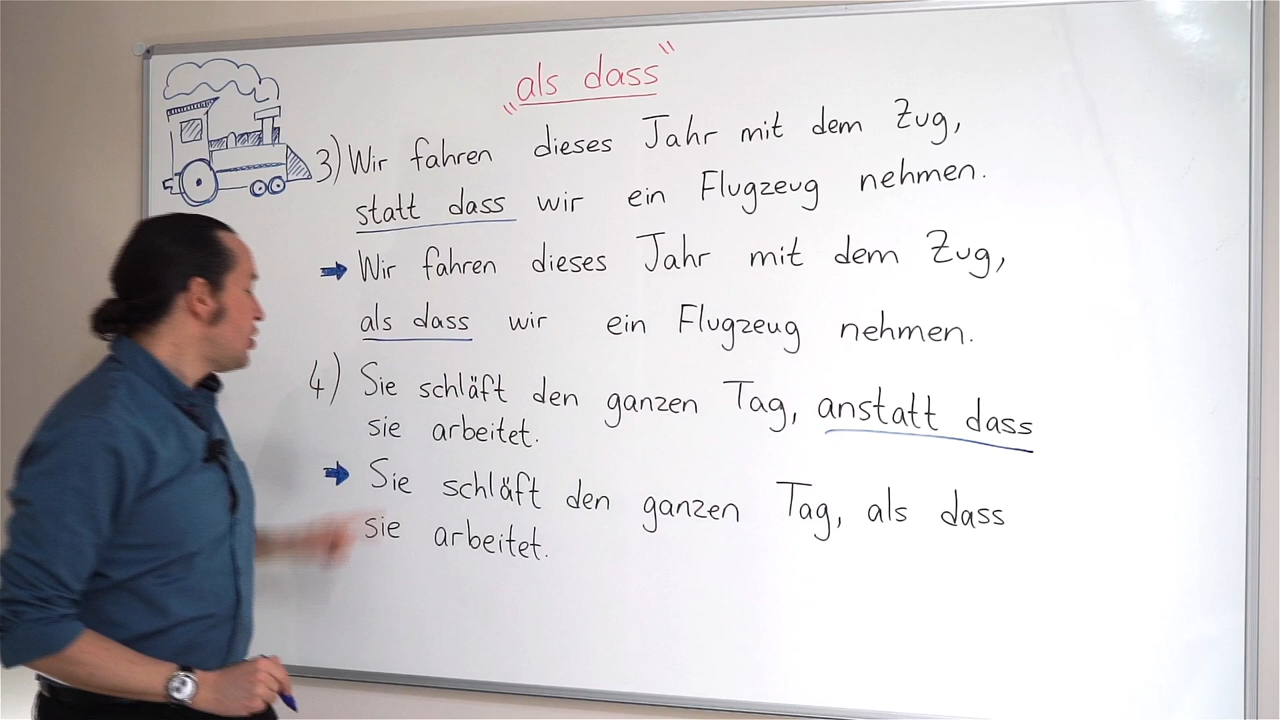 "als dass"
3) Wir fahren dieses Jahr mit dem Zug,
statt dass wir ein Flugzeug nehmen.
➡ Wir fahren dieses Jahr mit dem Zug,
als dass wir ein Flugzeug nehmen.
4) Sie schläft den ganzen Tag, anstatt dass
sie arbeitet.
➡ Sie schläft den ganzen Tag, als dass
sie arbeitet.